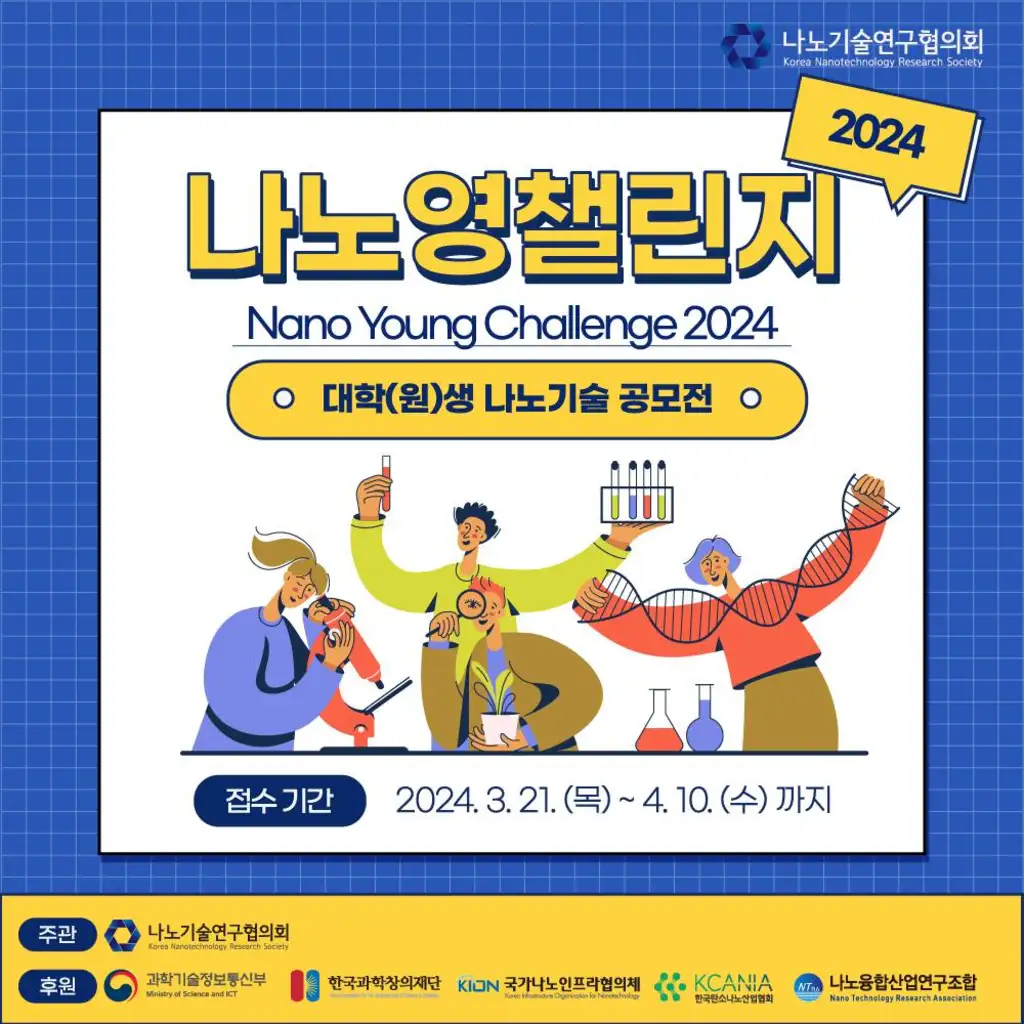 나노기술연구협의회
Korea Nanotechnology Research Society
2024
나노영챌린지
Nano Young Challenge 2024
대학(원)생 나노기술 공모전
접수 기간 2024. 3. 21. (목) ~ 4. 10. (수) 까지
주관 나노기술연구협의회
Korea Nanotechnology Research Society
후원 과학기술정보통신부 한국과학창의재단 KION 국가나노인프라협의체 KCANIA NTRA 나노융합산업연구조합
Ministry of Science and ICT Korea Infrastructure Organization for Nanotechnology 한국탄소나노산업협회 Nano Technology Research Association